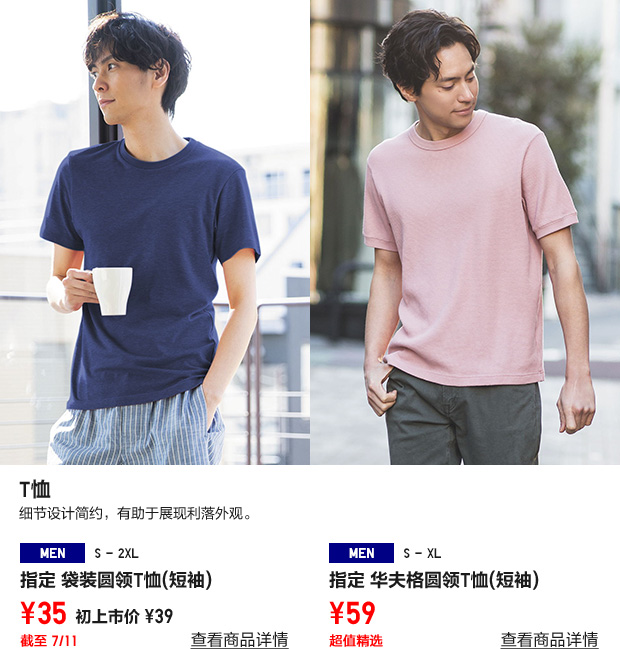 T恤
细节设计简约，有助于展现利落外观。
MEN S - 2XL
指定 袋装圆领T恤(短袖)
¥35 初上市价 ¥39
截至 7/11 查看商品详情
MEN S - XL
指定 华夫格圆领T恤(短袖)
¥59
超值精选 查看商品详情